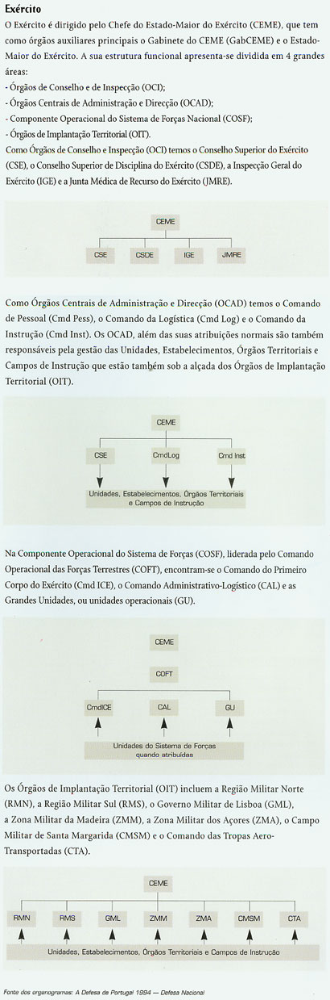 Exército
O Exército é dirigido pelo Chefe do Estado-Maior do Exército (CEME), que tem
como órgãos auxiliares principais o Gabinete do CEME (GabCEME) e o Estado-
Maior do Exército. A sua estrutura funcional apresenta-se dividida em 4 grandes
áreas:
- Órgãos de Conselho e de Inspecção (OCI);
- Órgãos Centrais de Administração e Direcção (OCAD);
- Componente Operacional do Sistema de Forças Nacional (COSF);
- Órgãos de Implantação Territorial (OIT).
Como Órgãos de Conselho e Inspecção (OCI) temos o Conselho Superior do Exército
(CSE), o Conselho Superior de Disciplina do Exército (CSDE), a Inspecção Geral do
Exército (IGE) e a Junta Médica de Recurso do Exército (JMRE).
CEME
CSE CSDE IGE JMRE
Como Órgãos Centrais de Administração e Direcção (OCAD) temos o Comando
de Pessoal (Cmd Pess), o Comando da Logística (Cmd Log) e o Comando da
Instrução (Cmd Inst). Os OCAD, além das suas atribuições normais são também
responsáveis pela gestão das Unidades, Estabelecimentos, Órgãos Territoriais e
Campos de Instrução que estão também sob a alçada dos Órgãos de Implantação
Territorial (OIT).
CEME
CSE CmdLog Cmd Inst
Unidades, Estabelecimentos, Órgãos Territoriais
e Campos de Instrução
Na Componente Operacional do Sistema de Forças (COSF), liderada pelo Comando
Operacional das Forças Terrestres (COFT), encontram-se o Comando do Primeiro
Corpo do Exército (Cmd ICE), o Comando Administrativo-Logístico (CAL) e as
Grandes Unidades, ou unidades operacionais (GU).
CEME
COFT
CmdICE CAL GU
Unidades do Sistema de Forças
quando atribuídas
Os Órgãos de Implantação Territorial (OIT) incluem a Região Militar Norte
(RMN), a Região Militar Sul (RMS), o Governo Militar de Lisboa (GML),
a Zona Militar da Madeira (ZMM), a Zona Militar dos Açores (ZMA), o Campo
Militar de Santa Margarida (CMSM) e o Comando das Tropas Aero-
Transportadas (CTA).
CEME
RMN RMS GML ZMM ZMA CMSM CTA
Unidades, Estabelecimentos, Órgãos Territoriais e Campos de Instrução
Fonte dos organogramas: A Defesa de Portugal 1994 — Defesa Nacional